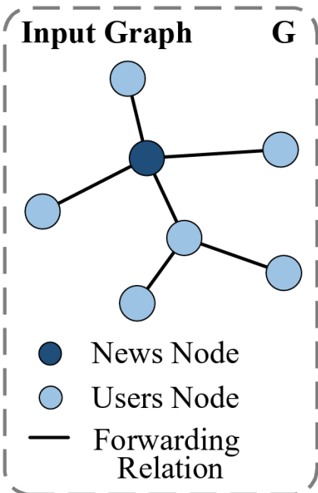 Input Graph G
News Node
Users Node
Forwarding
Relation